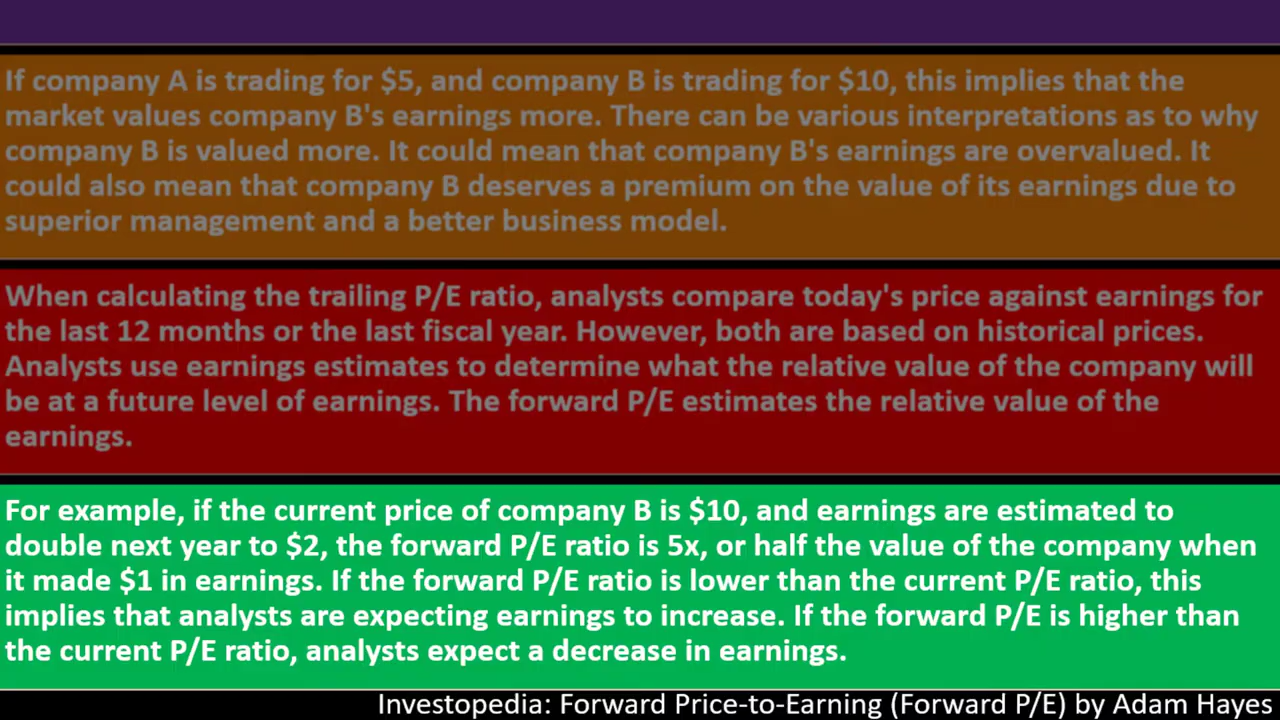 If company A is trading for $5, and company B is trading for $10, this implies that the
market values company B's earnings more. There can be various interpretations as to why
company B is valued more. It could mean that company B's earnings are overvalued. It
could also mean that company B deserves a premium on the value of its earnings due to
superior management and a better business model.
When calculating the trailing P/E ratio, analysts compare today's price against earnings for
the last 12 months or the last fiscal year. However, both are based on historical prices.
Analysts use earnings estimates to determine what the relative value of the company will
be at a future level of earnings. The forward P/E estimates the relative value of the
earnings.
For example, if the current price of company B is $10, and earnings are estimated to
double next year to $2, the forward P/E ratio is 5x, or half the value of the company when
it made $1 in earnings. If the forward P/E ratio is lower than the current P/E ratio, this
implies that analysts are expecting earnings to increase. If the forward P/E is higher than
the current P/E ratio, analysts expect a decrease in earnings.
Investopedia: Forward Price-to-Earning (Forward P/E) by Adam Hayes